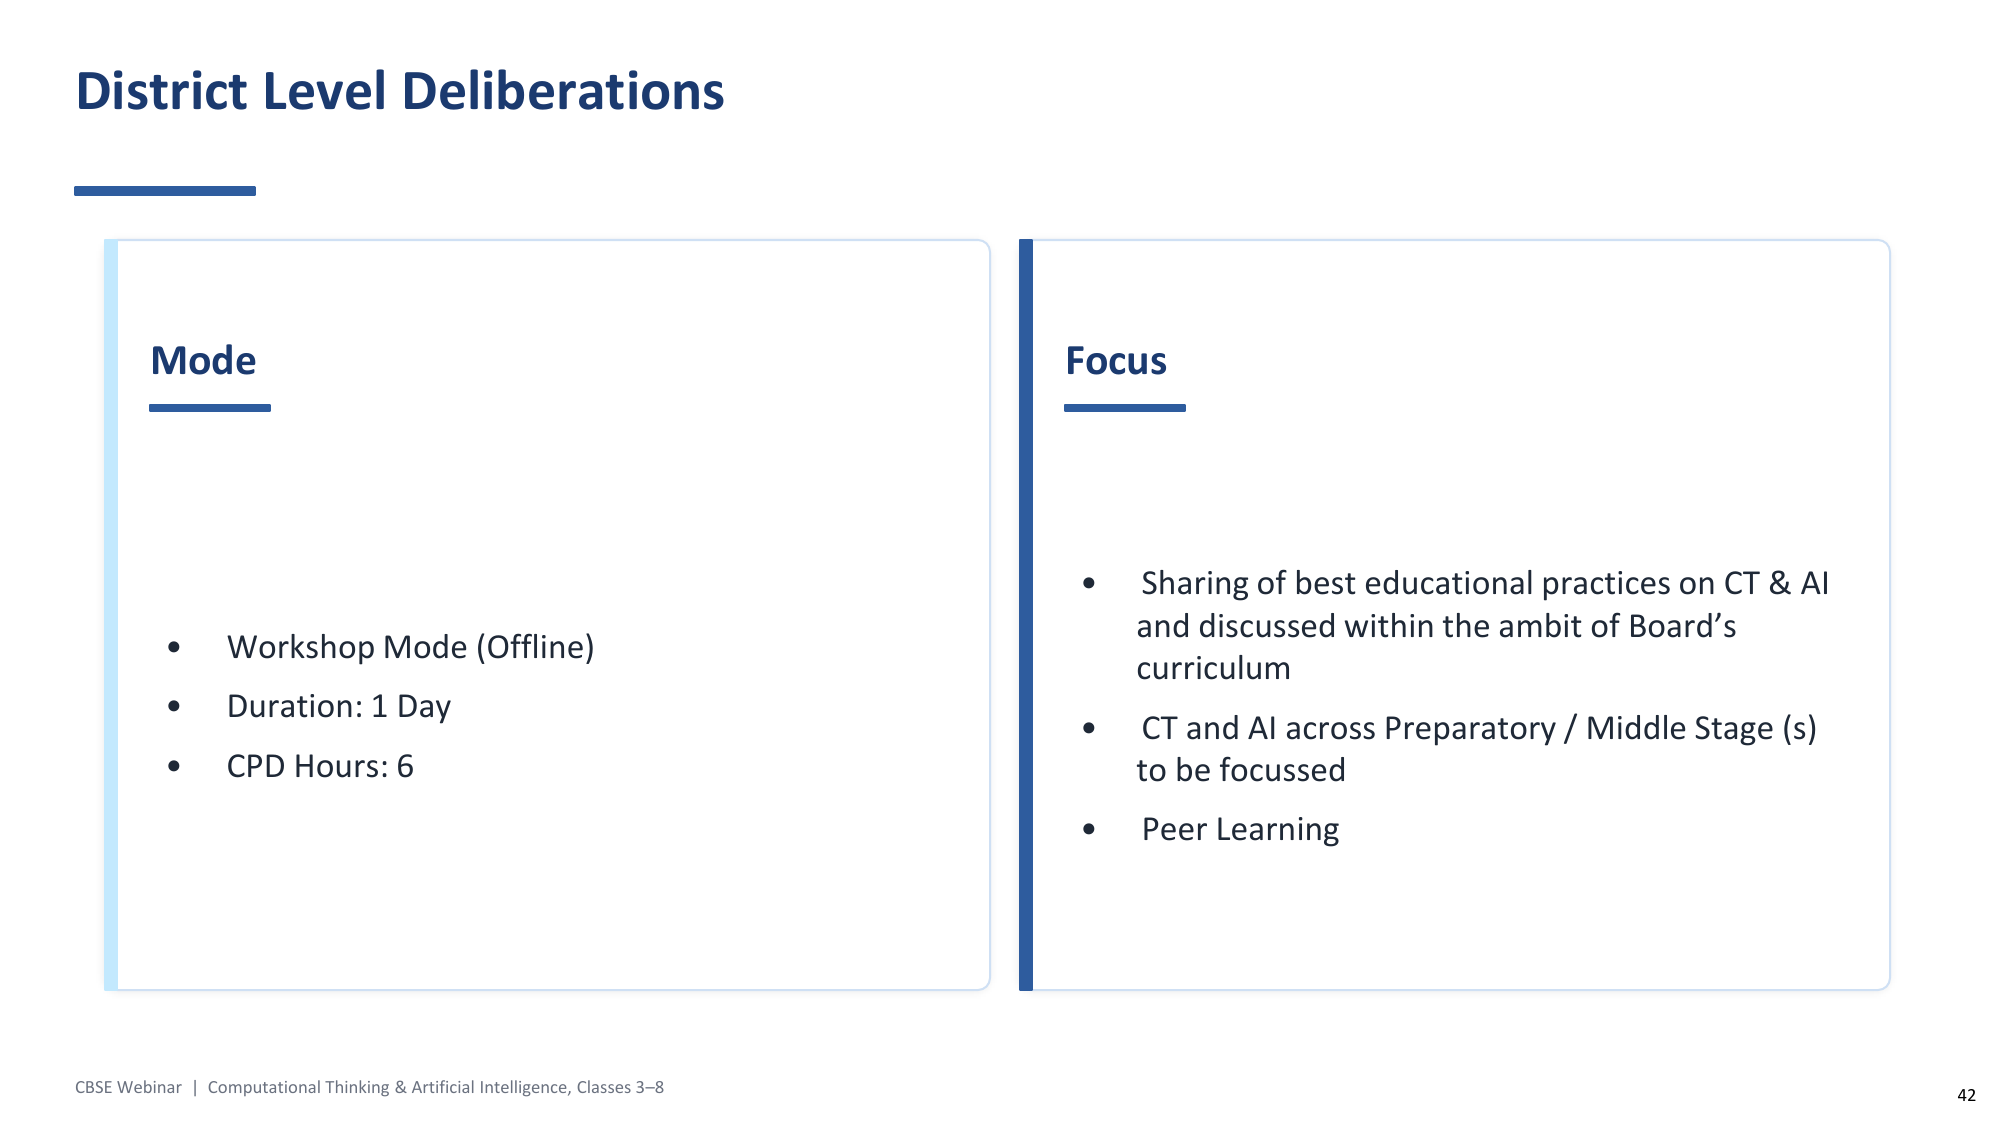 District Level Deliberations
Mode
• Workshop Mode (Offline)
• Duration: 1 Day
• CPD Hours: 6
Focus
• Sharing of best educational practices on CT & AI
and discussed within the ambit of Board’s
curriculum
• CT and AI across Preparatory / Middle Stage (s)
to be focussed
• Peer Learning
CBSE Webinar | Computational Thinking & Artificial Intelligence, Classes 3–8
42